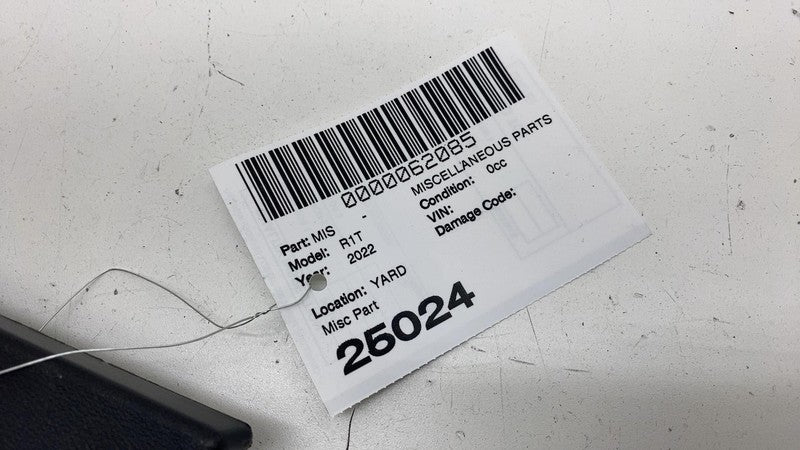 0000062085
Part: MIS - MISCELLANEOUS PARTS
Model: R1T Condition: 0cc
Year: 2022 VIN:
Damage Code:
Location: YARD
Misc Part
25024